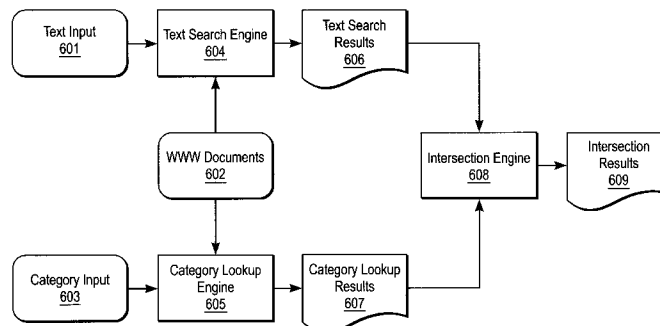 Text Input
601
Text Search Engine
604
Text Search
Results
606
WWW Documents
602
Intersection Engine
608
Intersection
Results
609
Category Input
603
Category Lookup
Engine
605
Category Lookup
Results
607